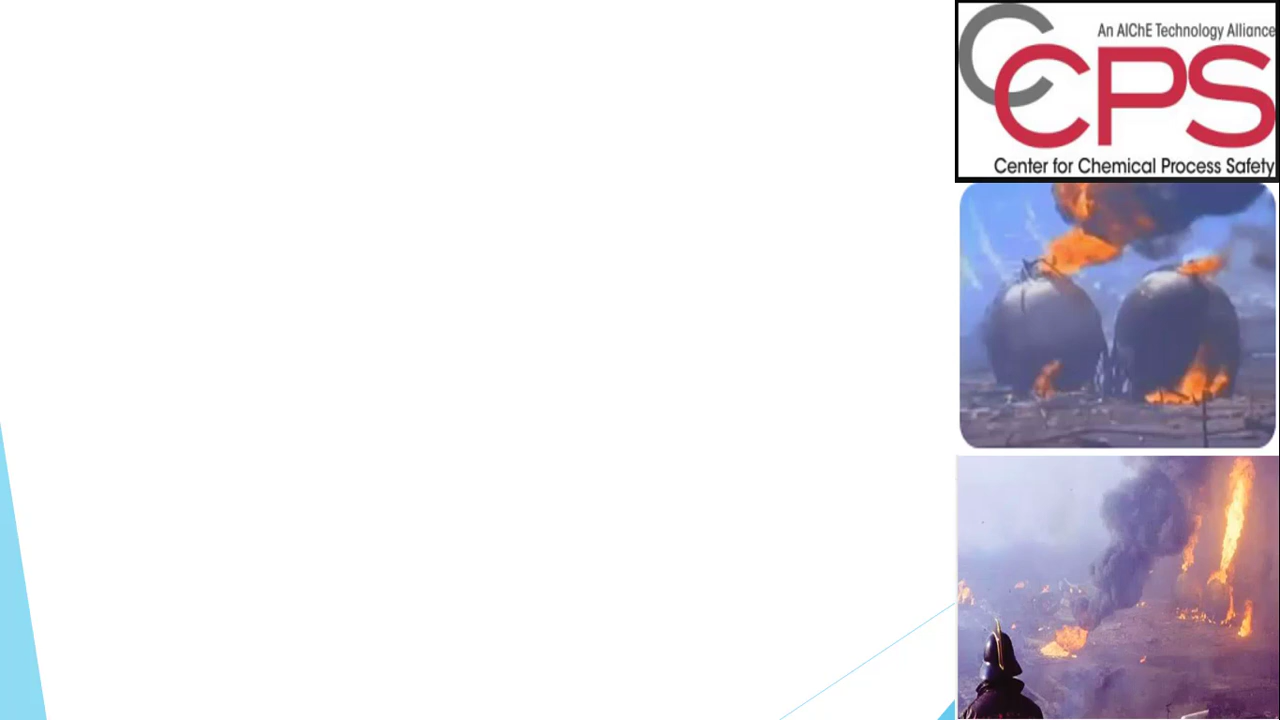 An AIChE Technology Alliance
CCPS
Center for Chemical Process Safety